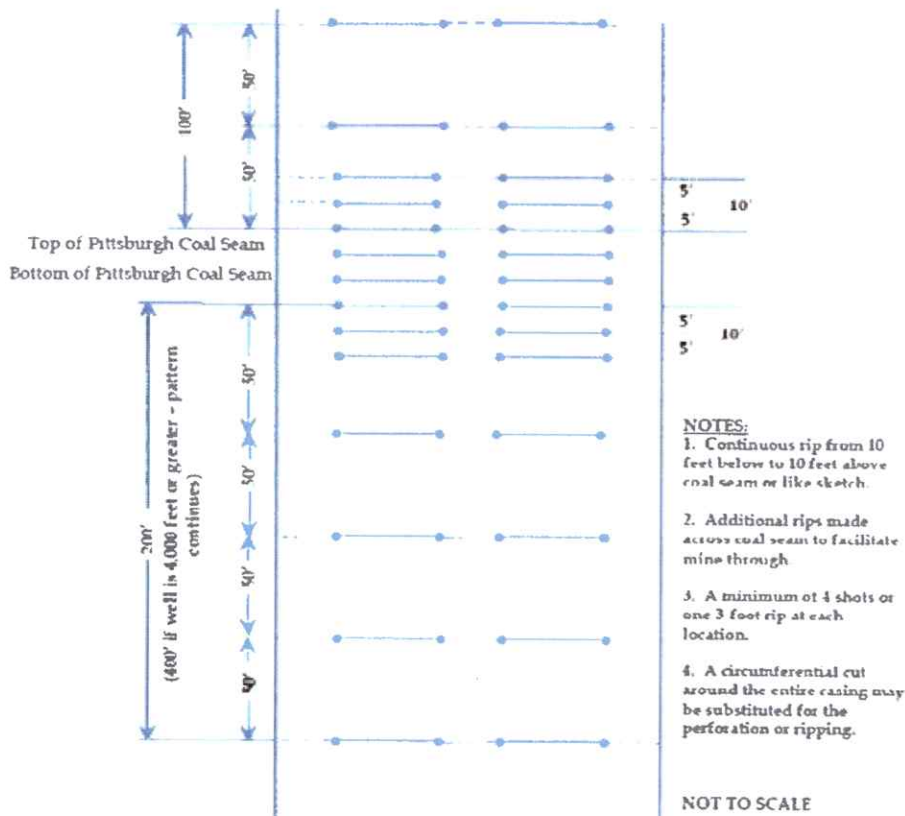 50'
100'
50'
5'
10'
5'
Top of Pittsburgh Coal Seam
Bottom of Pittsburgh Coal Seam
5'
10'
5'
50'
50'
200'
(400' if well is 4,000 feet or greater - pattern
continues)
50'
50'
NOTES:
1. Continuous rip from 10
feet below to 10 feet above
coal seam or like sketch.
2. Additional rips made
across coal seam to facilitate
mine through
3. A minimum of 4 shots or
one 3 foot rip at each
location.
4. A circumferential cut
around the entire casing may
be substituted for the
perforation or ripping.
NOT TO SCALE